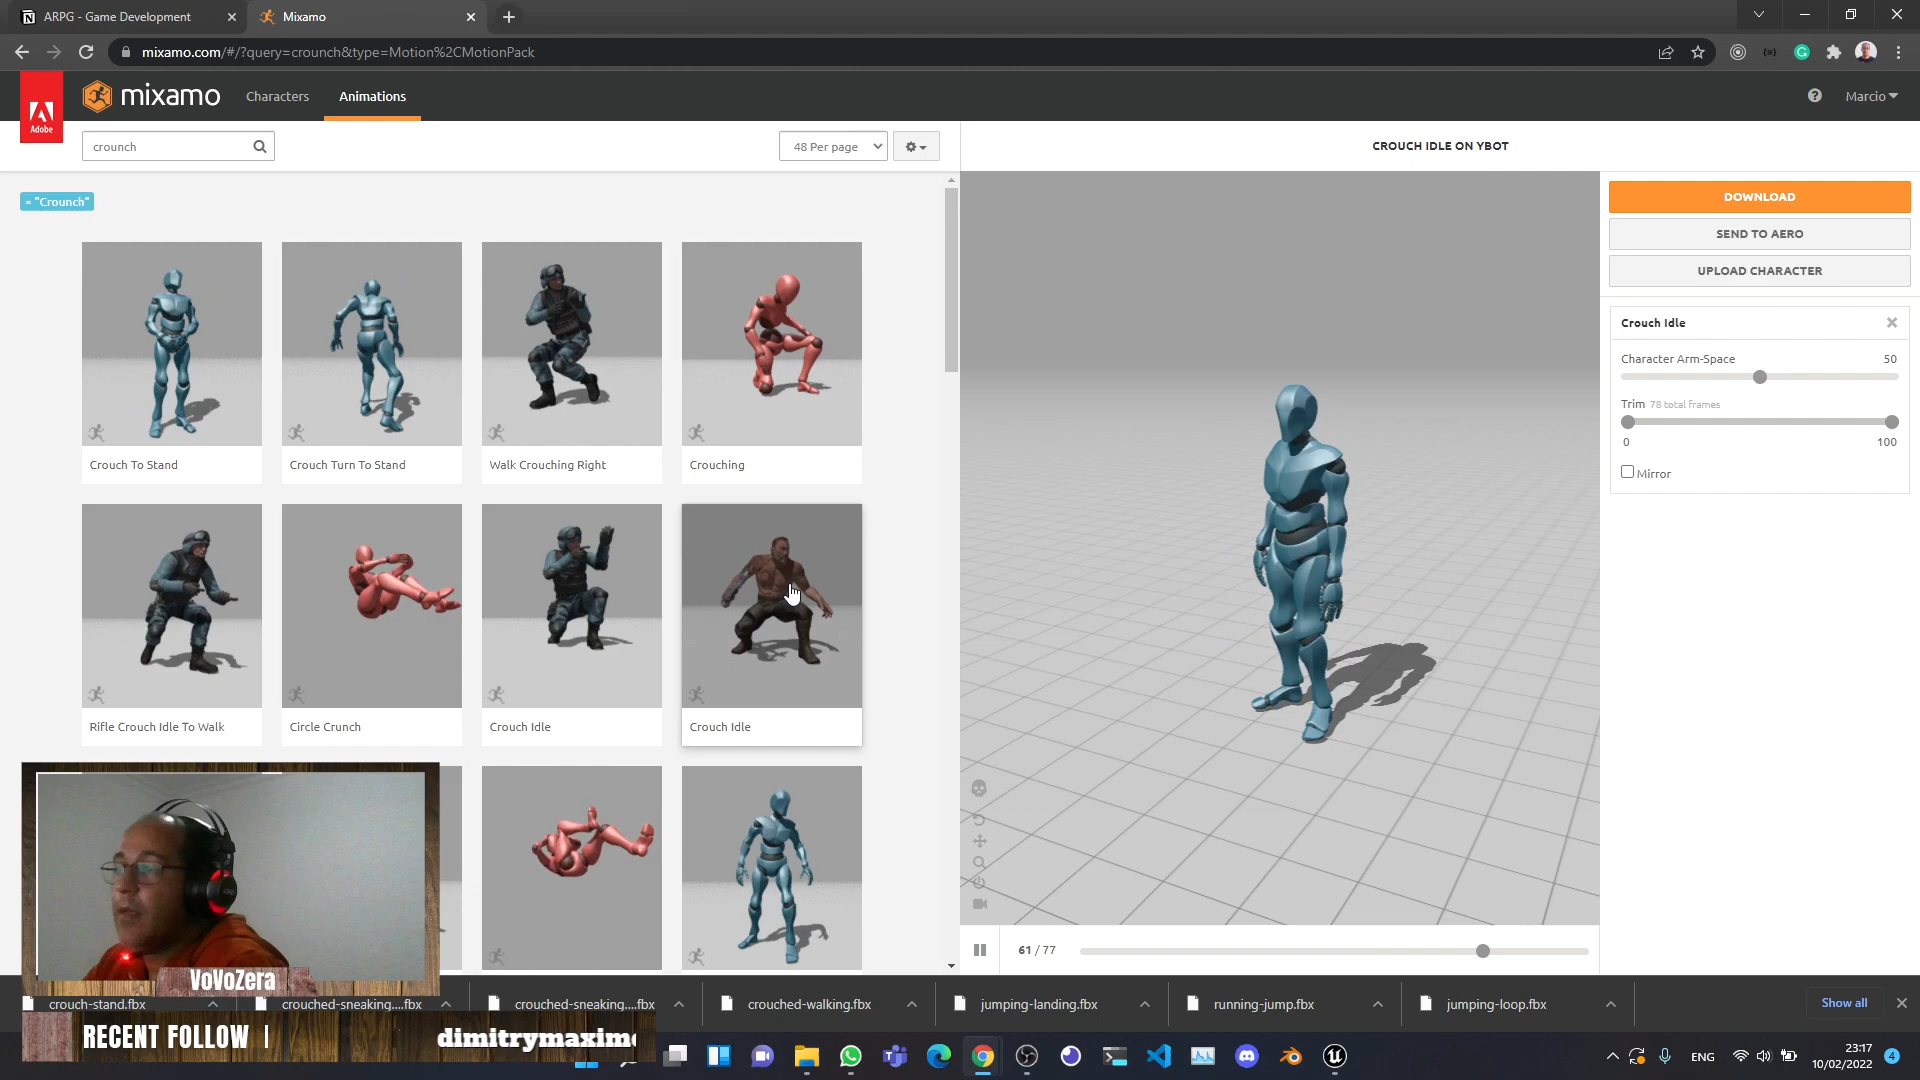 ARPG - Game Development
Mixamo
mixamo.com/#/?query=crounch&type=Motion%2CMotionPack
Adobe
mixamo
Characters
Animations
Marcio
crounch
48 Per page
CROUCH IDLE ON YBOT
× "Crounch"
DOWNLOAD
SEND TO AERO
UPLOAD CHARACTER
Crouch Idle
Character Arm-Space
50
Trim 78 total frames
0
100
Mirror
Crouch To Stand
Crouch Turn To Stand
Walk Crouching Right
Crouching
Rifle Crouch Idle To Walk
Circle Crunch
Crouch Idle
Crouch Idle
61 / 77
VoVoZera
crouch-stand.fbx
crouched-sneaking....fbx
crouched-sneaking....fbx
crouched-walking.fbx
jumping-landing.fbx
running-jump.fbx
jumping-loop.fbx
Show all
RECENT FOLLOW |
dimitrymaxim
ENG
23:17
10/02/2022
4